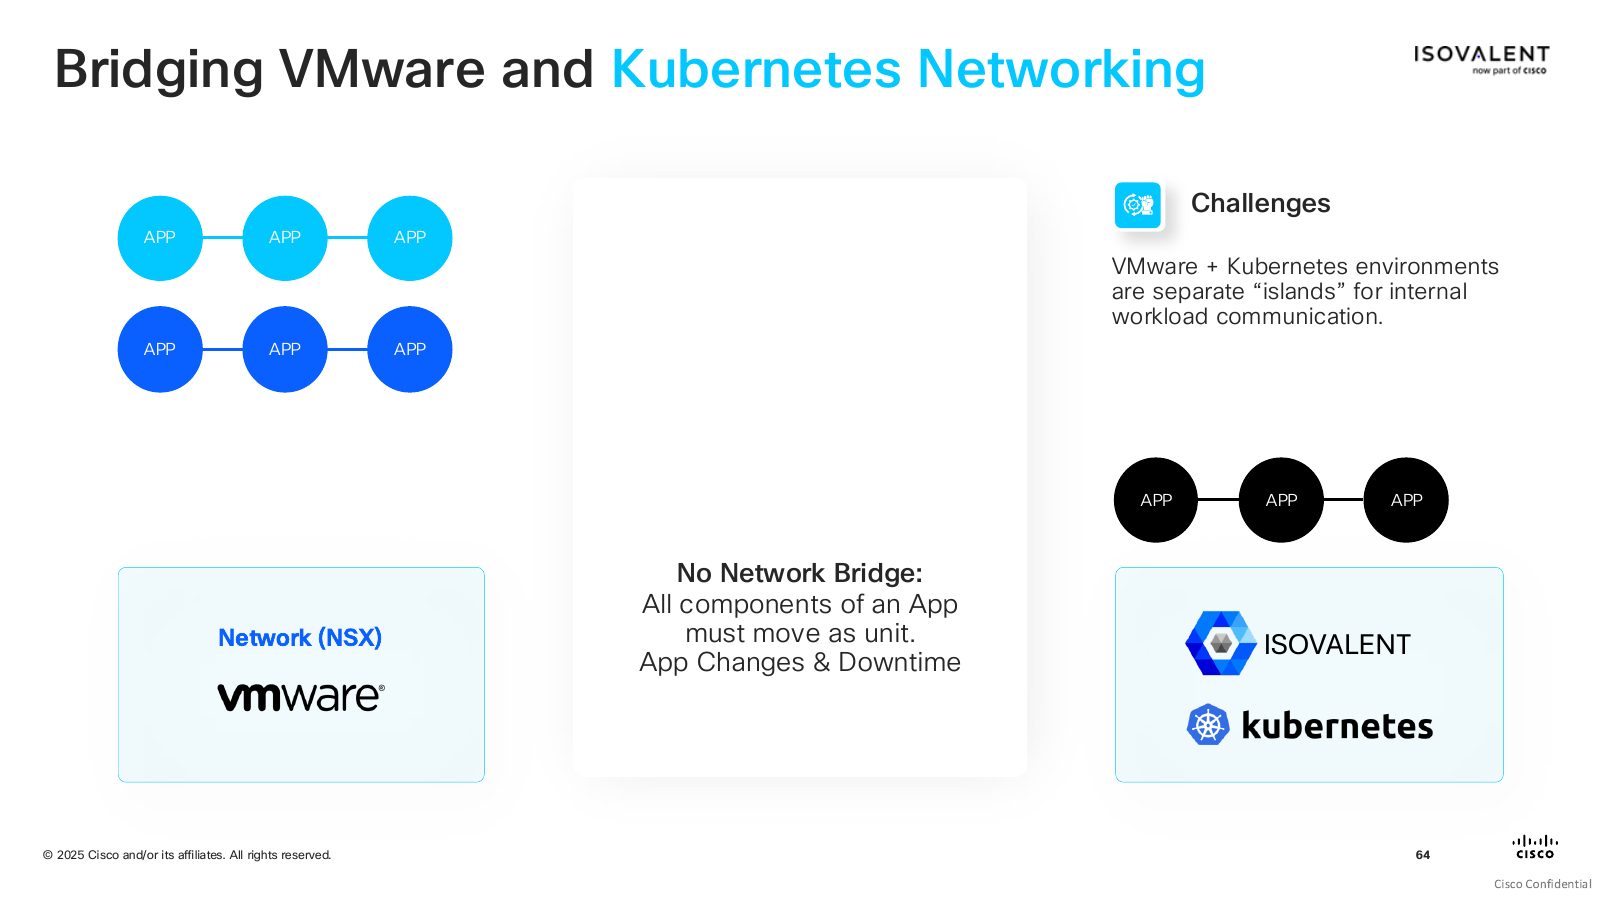 Bridging VMware and Kubernetes Networking
ISOVALENT
now part of CISCO
APP APP APP
APP APP APP
Network (NSX)
vmware®
No Network Bridge:
All components of an App
must move as unit.
App Changes & Downtime
Challenges
VMware + Kubernetes environments
are separate “islands” for internal
workload communication.
APP APP APP
ISOVALENT
kubernetes
© 2025 Cisco and/or its affiliates. All rights reserved.
64
CISCO
Cisco Confidential